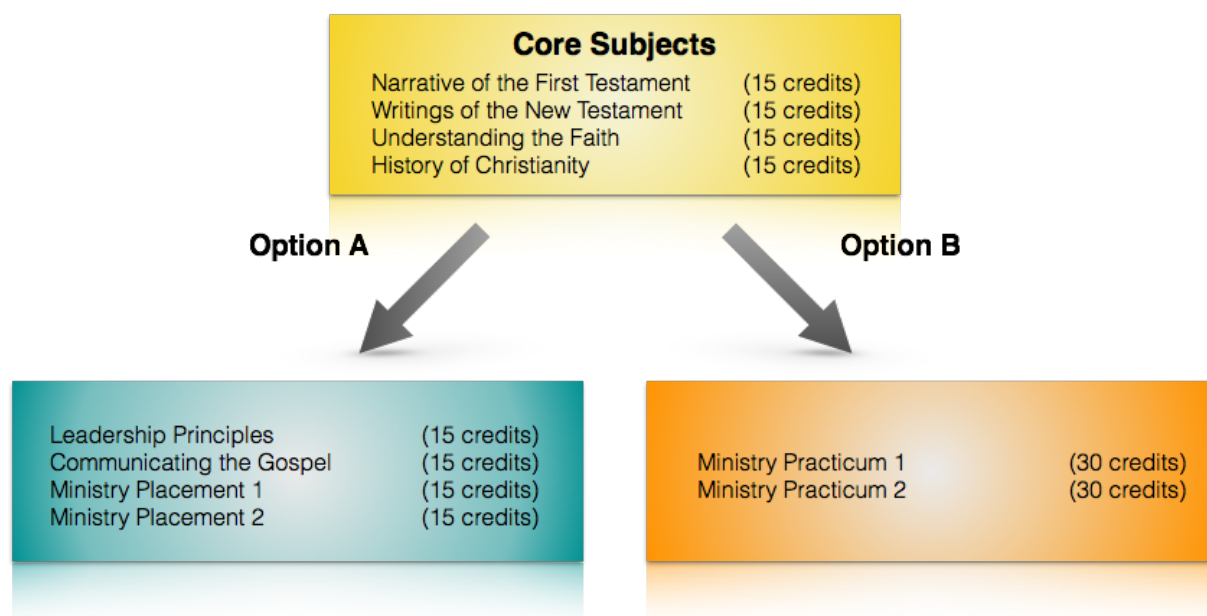 Core Subjects
Narrative of the First Testament (15 credits)
Writings of the New Testament (15 credits)
Understanding the Faith (15 credits)
History of Christianity (15 credits)
Option A
Option B
Leadership Principles (15 credits)
Communicating the Gospel (15 credits)
Ministry Placement 1 (15 credits)
Ministry Placement 2 (15 credits)
Ministry Practicum 1 (30 credits)
Ministry Practicum 2 (30 credits)